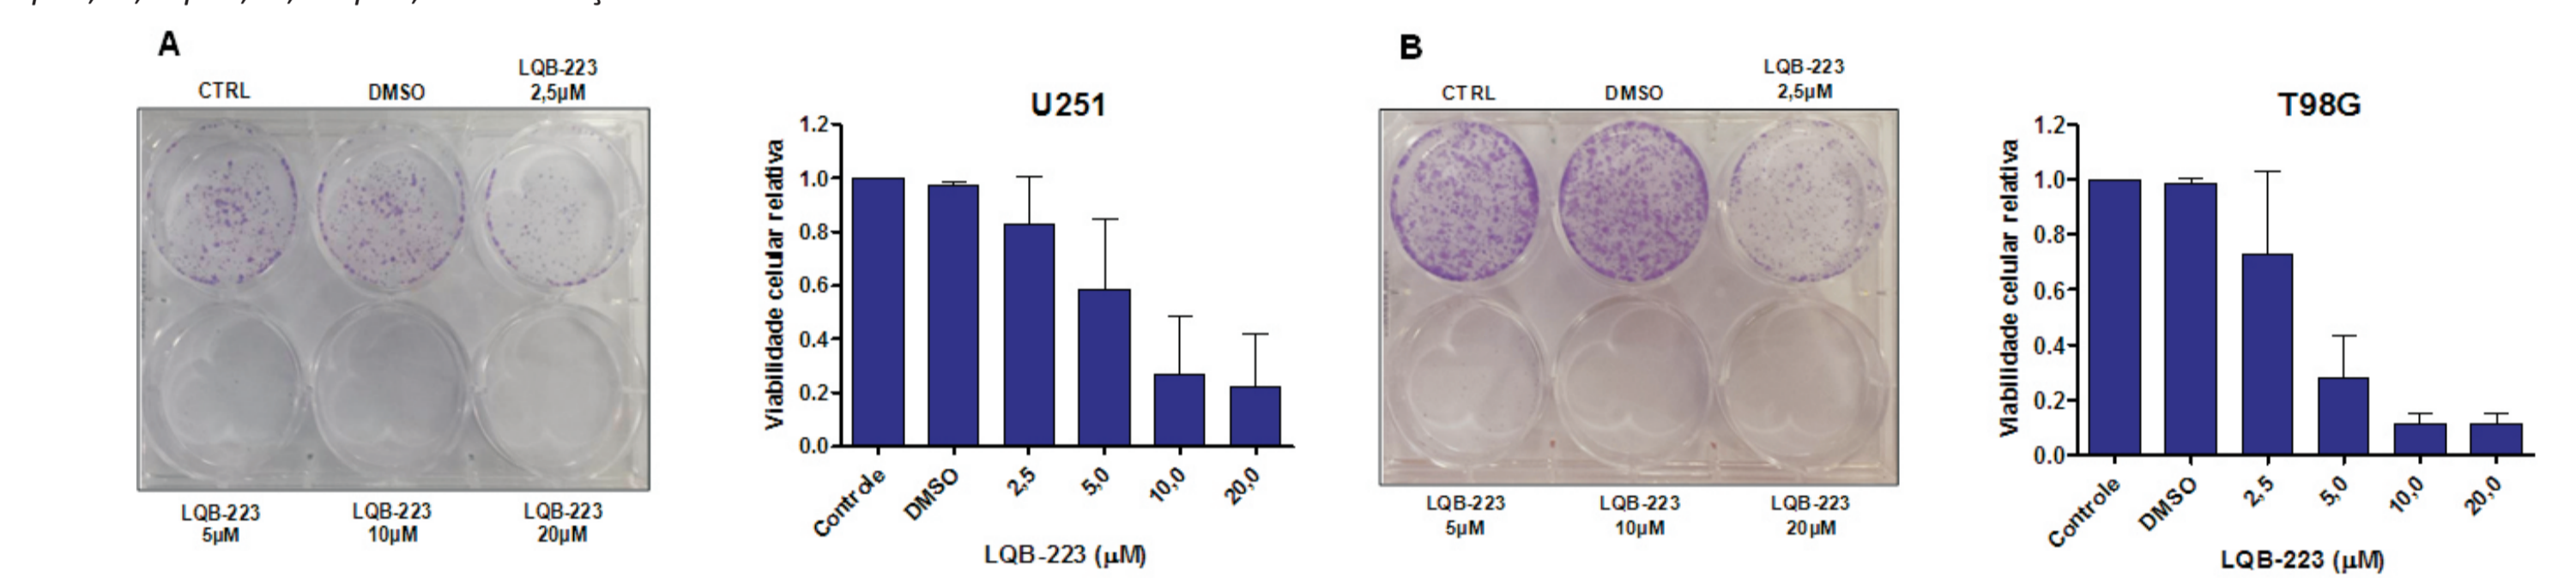 A
CTRL
DMSO
LQB-223
2,5µM
LQB-223
5µM
LQB-223
10µM
LQB-223
20µM
U251
Viabilidade celular relativa
1.2
1.0
0.8
0.6
0.4
0.2
0.0
Controle
DMSO
2,5
5,0
10,0
20,0
LQB-223 (µM)
B
CTRL
DMSO
LQB-223
2,5µM
LQB-223
5µM
LQB-223
10µM
LQB-223
20µM
T98G
Viabilidade celular relativa
1.2
1.0
0.8
0.6
0.4
0.2
0.0
Controle
DMSO
2,5
5,0
10,0
20,0
LQB-223 (µM)